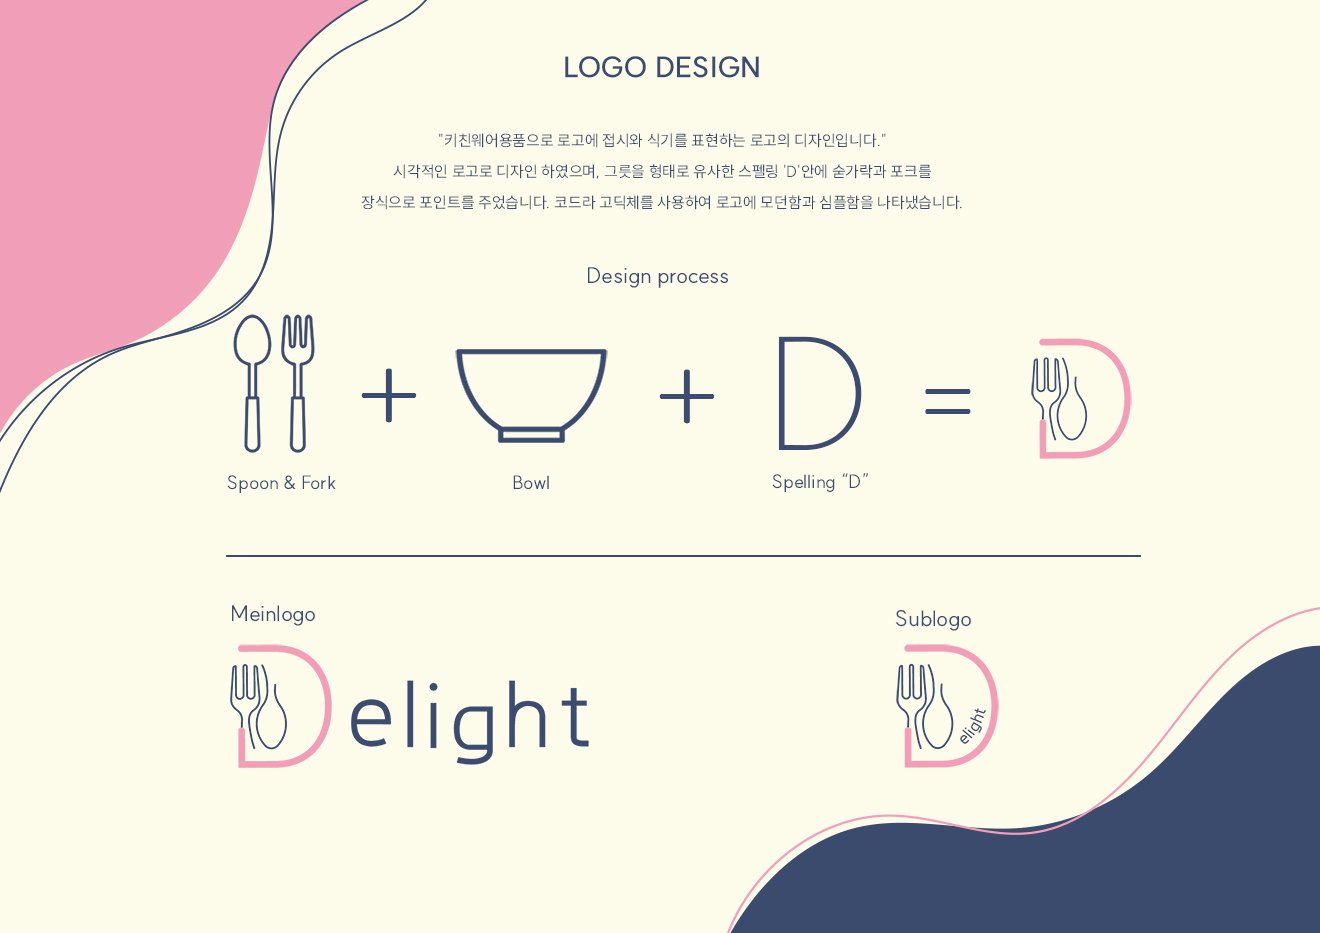 LOGO DESIGN
"키친웨어용품으로 로고에 접시와 식기를 표현하는 로고의 디자인입니다."
시각적인 로고로 디자인 하였으며, 그릇을 형태로 유사한 스펠링 'D'안에 숟가락과 포크를
장식으로 포인트를 주었습니다. 코드라 고딕체를 사용하여 로고에 모던함과 심플함을 나타냈습니다.
Design process
Spoon & Fork
Bowl
Spelling “D”
Meinlogo
Sublogo
Delight
Delight